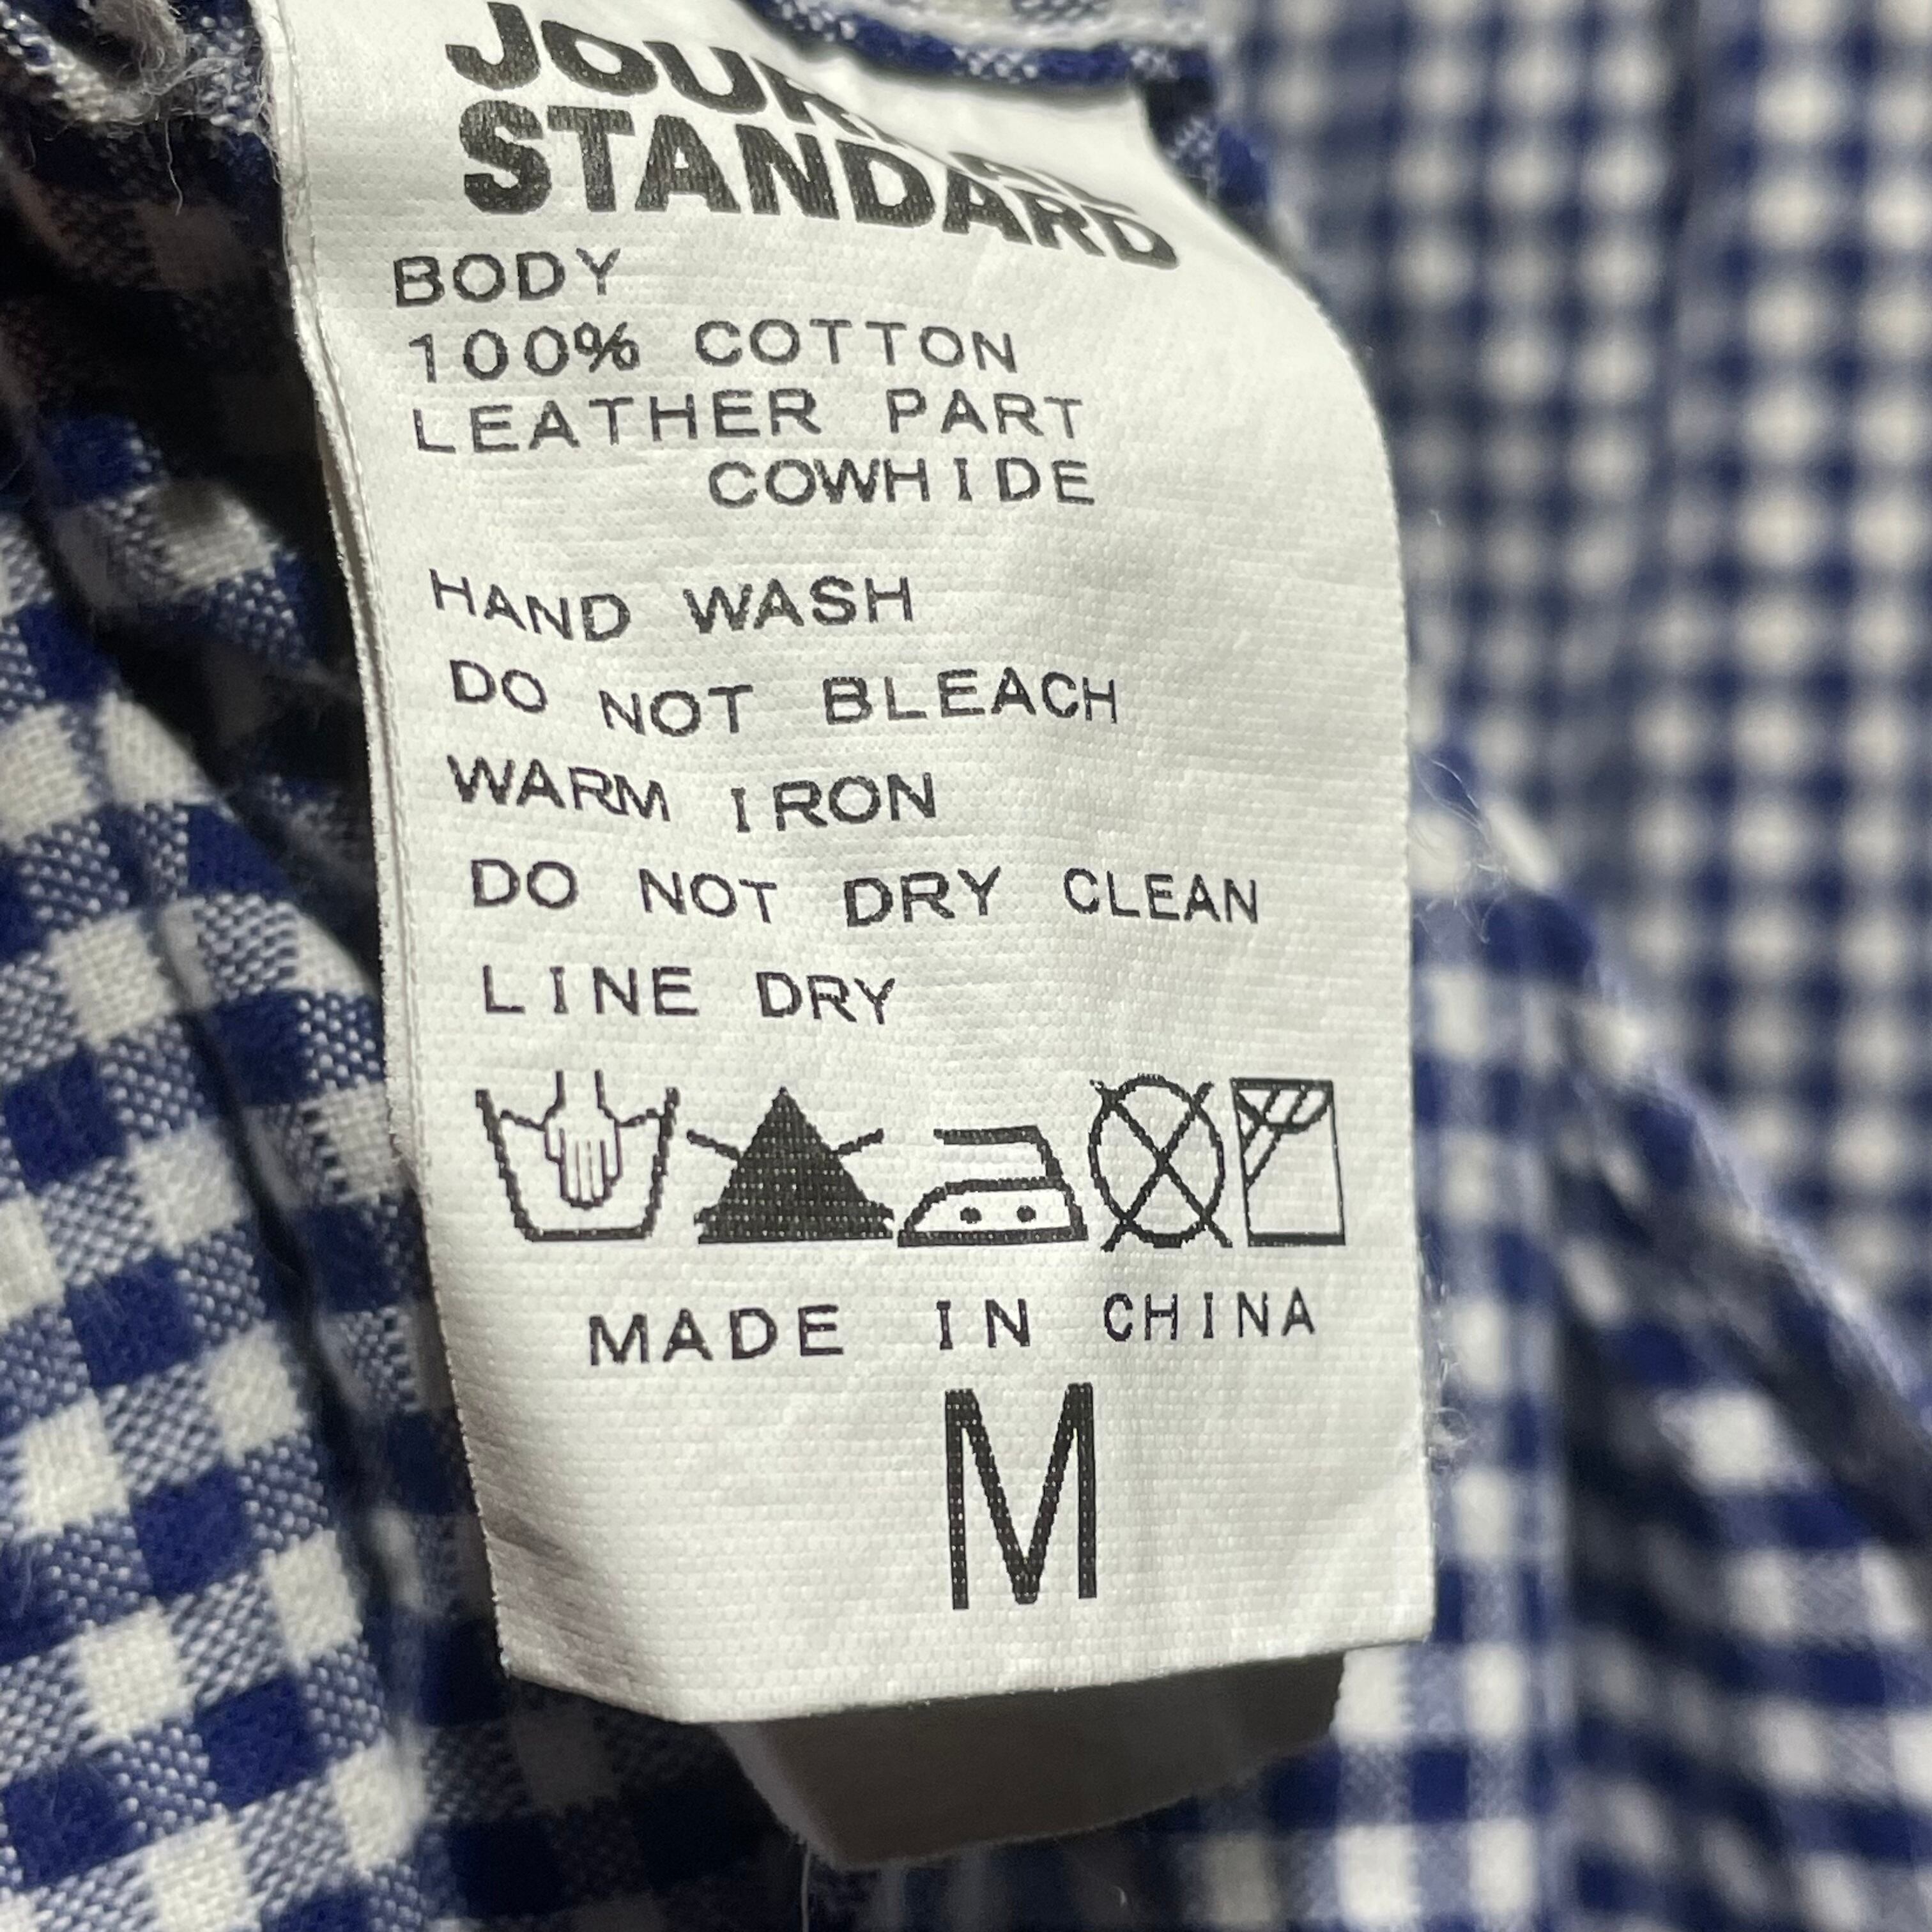 STANDARD
BODY
100% COTTON
LEATHER PART
COWHIDE
HAND WASH
DO NOT BLEACH
WARM IRON
DO NOT DRY CLEAN
LINE DRY
MADE IN CHINA
M